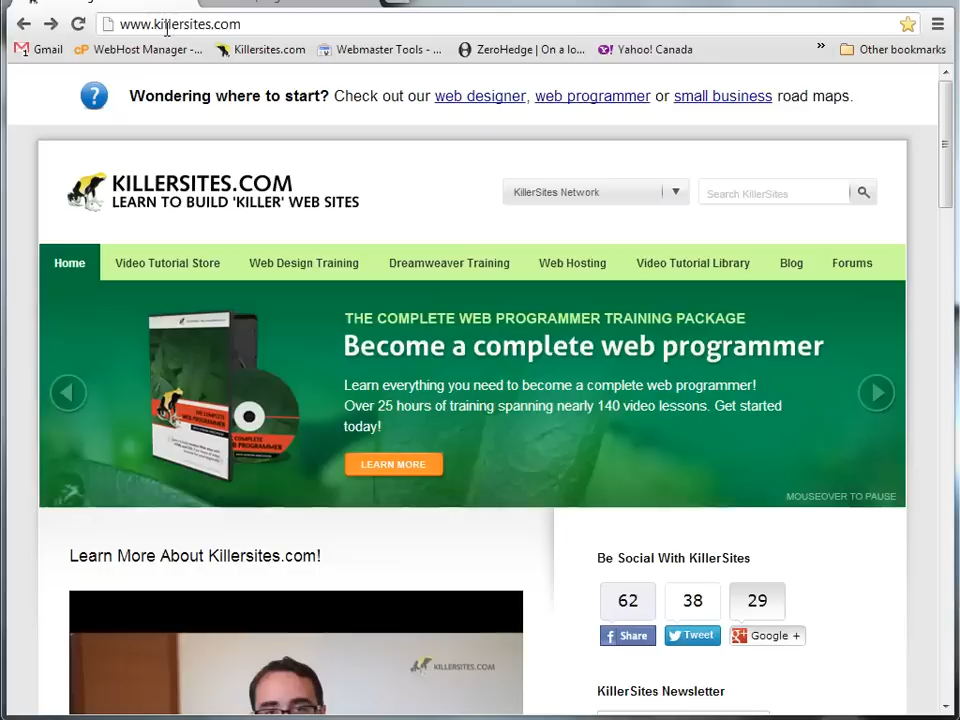 www.killersites.com
Gmail
cP WebHost Manager -...
Killersites.com
Webmaster Tools - ...
ZeroHedge | On a lo...
Yahoo! Canada
»
Other bookmarks
Wondering where to start? Check out our web designer, web programmer or small business road maps.
KILLERSITES.COM
LEARN TO BUILD 'KILLER' WEB SITES
KillerSites Network
Search KillerSites
Home
Video Tutorial Store
Web Design Training
Dreamweaver Training
Web Hosting
Video Tutorial Library
Blog
Forums
THE COMPLETE WEB PROGRAMMER TRAINING PACKAGE
Become a complete web programmer
Learn everything you need to become a complete web programmer!
Over 25 hours of training spanning nearly 140 video lessons. Get started
today!
LEARN MORE
MOUSEOVER TO PAUSE
Learn More About Killersites.com!
KILLERSITES.COM
Be Social With KillerSites
62
38
29
Share
Tweet
Google +
KillerSites Newsletter